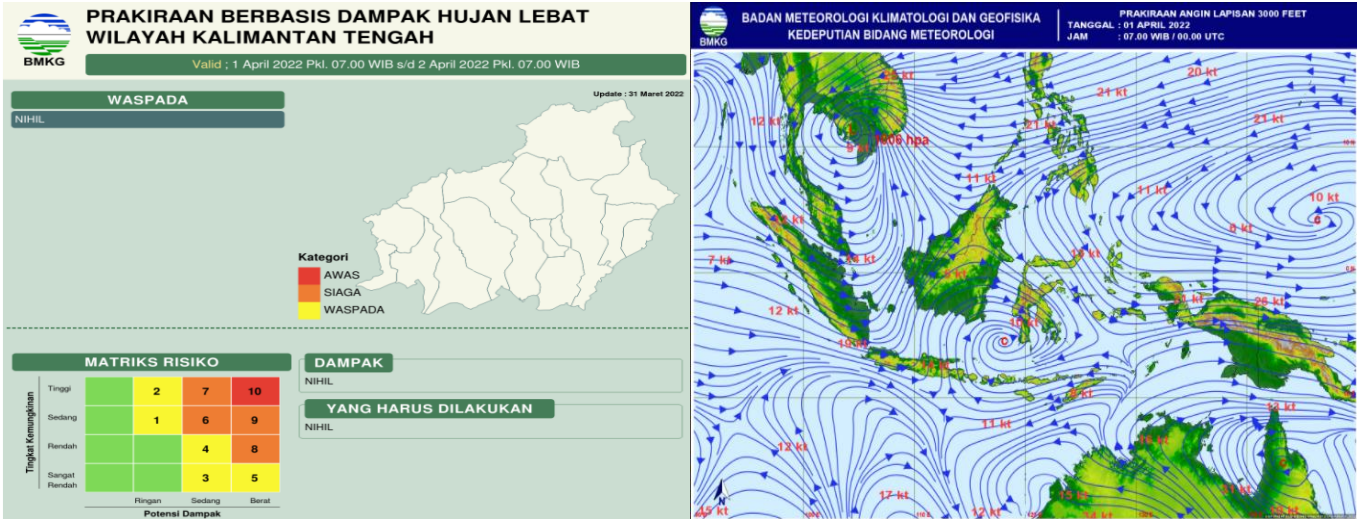 BMKG
PRAKIRAAN BERBASIS DAMPAK HUJAN LEBAT
WILAYAH KALIMANTAN TENGAH
Valid ; 1 April 2022 Pkl. 07.00 WIB s/d 2 April 2022 Pkl. 07.00 WIB
WASPADA
NIHIL
Update : 31 Maret 2022
Kategori
AWAS
SIAGA
WASPADA
MATRIKS RISIKO
Tingkat Kemungkinan
Tinggi 2 7 10
Sedang 1 6 9
Rendah 4 8
Sangat
Rendah 3 5
Ringan Sedang Berat
Potensi Dampak
DAMPAK
NIHIL
YANG HARUS DILAKUKAN
NIHIL
BMKG
BADAN METEOROLOGI KLIMATOLOGI DAN GEOFISIKA
KEDEPUTIAN BIDANG METEOROLOGI
PRAKIRAAN ANGIN LAPISAN 3000 FEET
TANGGAL : 01 APRIL 2022
JAM : 07.00 WIB / 00.00 UTC
20 kt
21 kt
12 kt
21 kt
21 kt
9 kt
11 kt
11 kt
10 kt
C
7 kt
12 kt
19 kt
C
11 kt
12 kt
17 kt
12 kt
15 kt
N